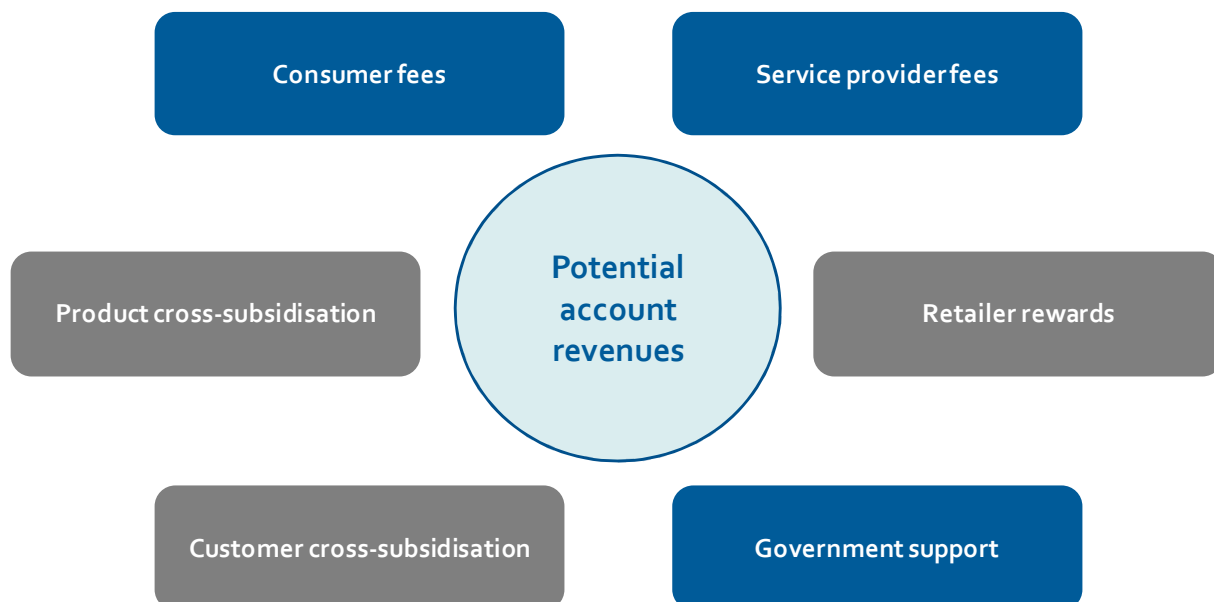 Consumer fees
Service provider fees
Potential
account
revenues
Product cross-subsidisation
Retailer rewards
Customer cross-subsidisation
Government support